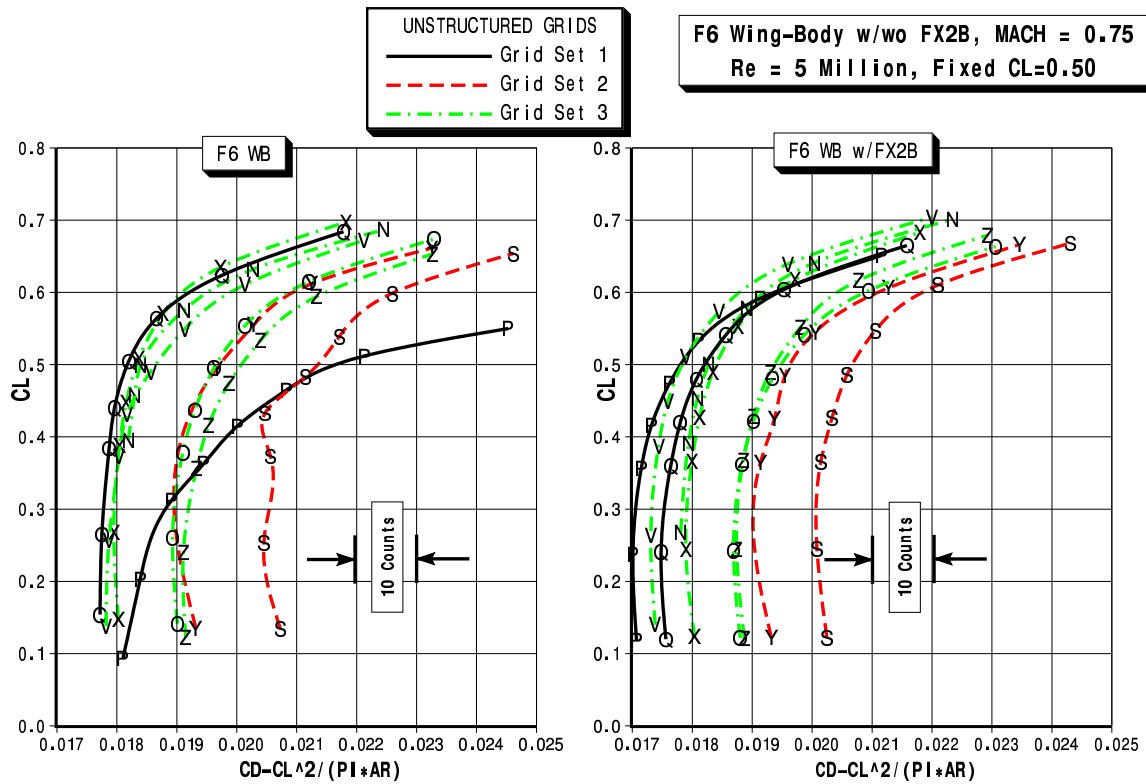 UNSTRUCTURED GRIDS
Grid Set 1
Grid Set 2
Grid Set 3
F6 Wing-Body w/wo FX2B, MACH = 0.75
Re = 5 Million, Fixed CL=0.50
F6 WB
CL
0.8
0.7
0.6
0.5
0.4
0.3
0.2
0.1
0.0
10 Counts
0.017 0.018 0.019 0.020 0.021 0.022 0.023 0.024 0.025
CD-CL^2/(PI*AR)
F6 WB w/FX2B
CL
0.8
0.7
0.6
0.5
0.4
0.3
0.2
0.1
0.0
10 Counts
0.017 0.018 0.019 0.020 0.021 0.022 0.023 0.024 0.025
CD-CL^2/(PI*AR)